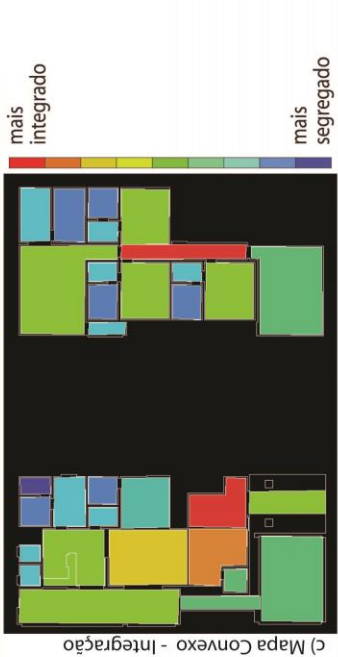 mais
integrado
mais
segregado
c) Mapa Convexo - Integração